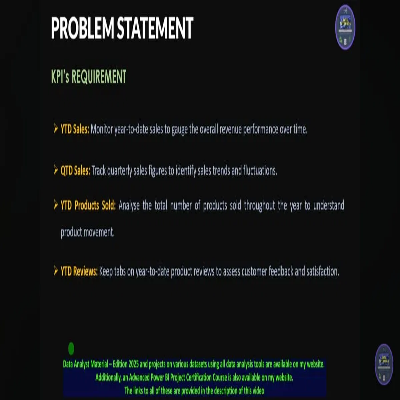 PROBLEM STATEMENT
KPI's REQUIREMENT
➤ YTD Sales: Monitor year-to-date sales to gauge the overall revenue performance over time.
➤ QTD Sales: Track quarterly sales figures to identify sales trends and fluctuations.
➤ YTD Products Sold: Analyse the total number of products sold throughout the year to understand
product movement.
➤ YTD Reviews: Keep tabs on year-to-date product reviews to assess customer feedback and satisfaction.
Data Analyst Material – Edition 2025 and projects on various datasets using all data analysis tools are available on my website.
Additionally, an Advanced Power BI Project Certification Course is also available on my website.
The links to all of these are provided in the description of this video